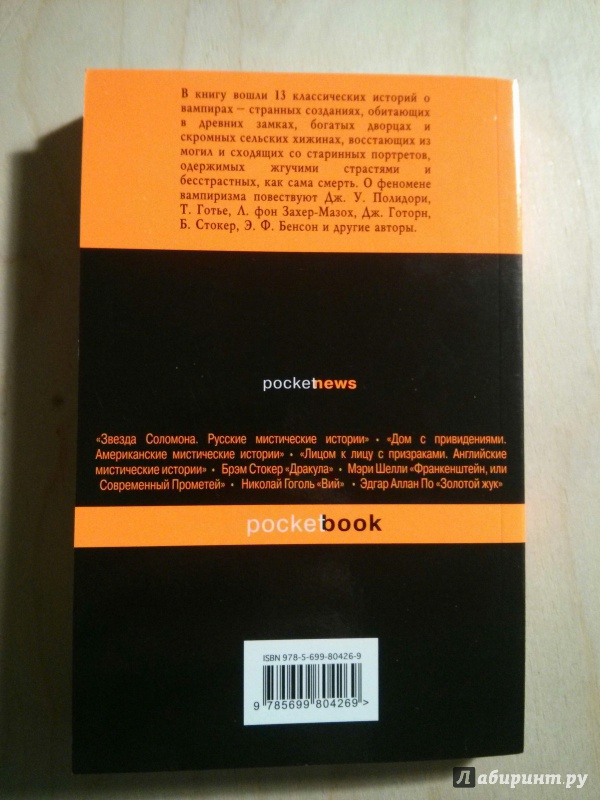 В книгу вошли 13 классических историй о
вампирах – странных созданиях, обитающих
в древних замках, богатых дворцах и
скромных сельских хижинах, восстающих из
могил и сходящих со старинных портретов,
одержимых жгучими страстями и
бесстрастных, как сама смерть. О феномене
вампиризма повествуют Дж. У. Полидори,
Т. Готье, Л. фон Захер-Мазох, Дж. Готорн,
Б. Стокер, Э. Ф. Бенсон и другие авторы.
pocketnews
«Звезда Соломона. Русские мистические истории» • «Дом с привидениями.
Американские мистические истории» • «Лицом к лицу с призраками. Английские
мистические истории» • Брэм Стокер «Дракула» • Мэри Шелли «Франкенштейн, или
Современный Прометей» • Николай Гоголь «Вий» • Эдгар Аллан По «Золотой жук»
pocketbook
ISBN 978-5-699-80426-9
9 785699 804269 >
Лабиринт.ру